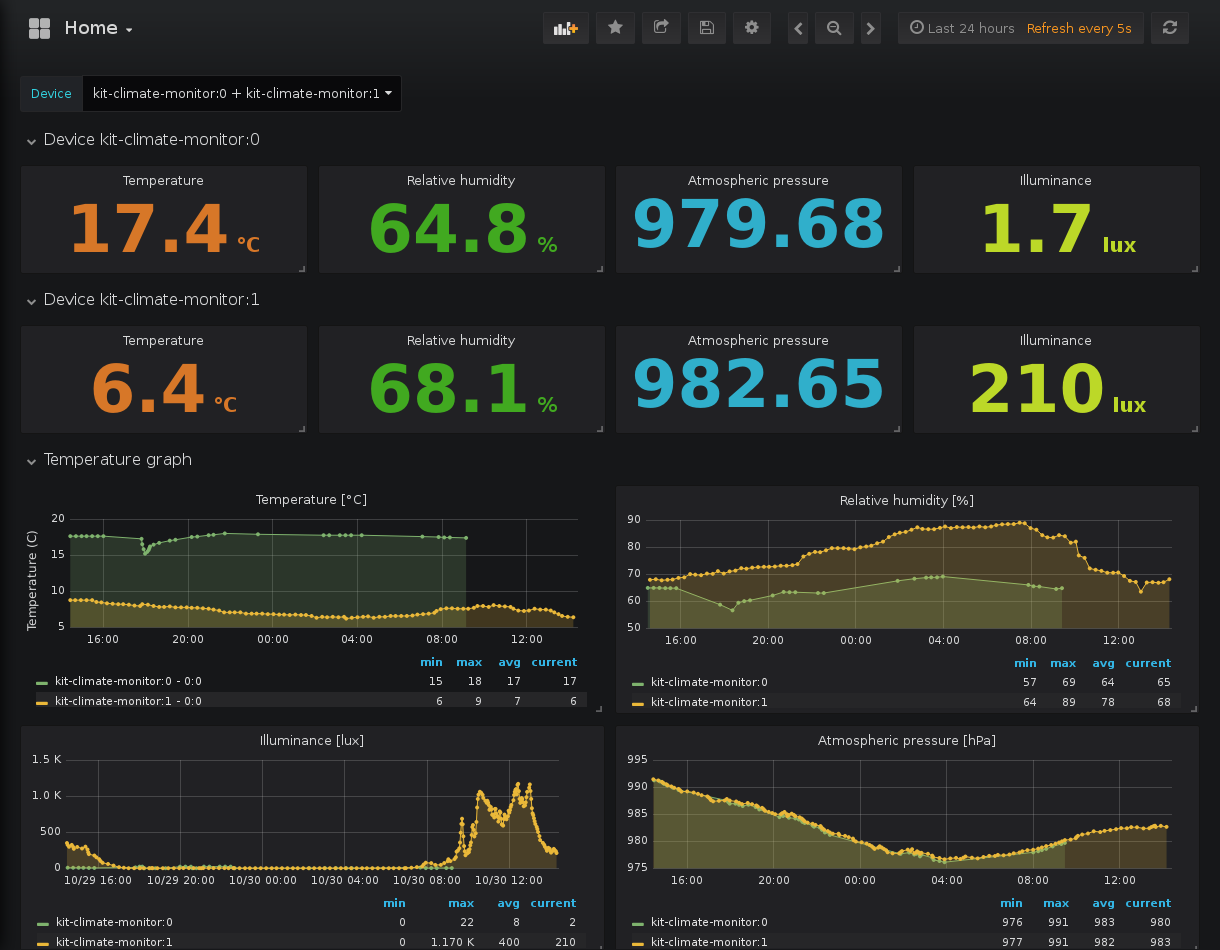 Home
Last 24 hours Refresh every 5s
Device kit-climate-monitor:0 + kit-climate-monitor:1
Device kit-climate-monitor:0
Temperature Relative humidity Atmospheric pressure Illuminance
17.4 °C 64.8 % 979.68 1.7 lux
Device kit-climate-monitor:1
Temperature Relative humidity Atmospheric pressure Illuminance
6.4 °C 68.1 % 982.65 210 lux
Temperature graph
Temperature [°C]
Temperature (C)
20
15
10
5
16:00 20:00 00:00 04:00 08:00 12:00
min max avg current
kit-climate-monitor:0 - 0:0 15 18 17 17
kit-climate-monitor:1 - 0:0 6 9 7 6
Relative humidity [%]
90
80
70
60
50
16:00 20:00 00:00 04:00 08:00 12:00
min max avg current
kit-climate-monitor:0 57 69 64 65
kit-climate-monitor:1 64 89 78 68
Illuminance [lux]
1.5 K
1.0 K
500
0
10/29 16:00 10/29 20:00 10/30 00:00 10/30 04:00 10/30 08:00 10/30 12:00
min max avg current
kit-climate-monitor:0 0 22 8 2
kit-climate-monitor:1 0 1.170 K 400 210
Atmospheric pressure [hPa]
995
990
985
980
975
16:00 20:00 00:00 04:00 08:00 12:00
min max avg current
kit-climate-monitor:0 976 991 983 980
kit-climate-monitor:1 977 991 982 983